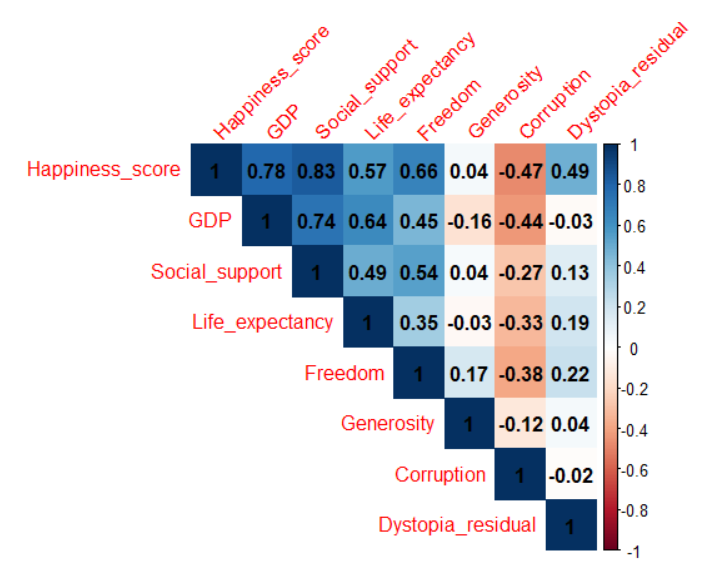 Happiness_score
GDP
Social_support
Life_expectancy
Freedom
Generosity
Corruption
Dystopia_residual
Happiness_score 1 0.78 0.83 0.57 0.66 0.04 -0.47 0.49
GDP 1 0.74 0.64 0.45 -0.16 -0.44 -0.03
Social_support 1 0.49 0.54 0.04 -0.27 0.13
Life_expectancy 1 0.35 -0.03 -0.33 0.19
Freedom 1 0.17 -0.38 0.22
Generosity 1 -0.12 0.04
Corruption 1 -0.02
Dystopia_residual 1
1
0.8
0.6
0.4
0.2
0
-0.2
-0.4
-0.6
-0.8
-1